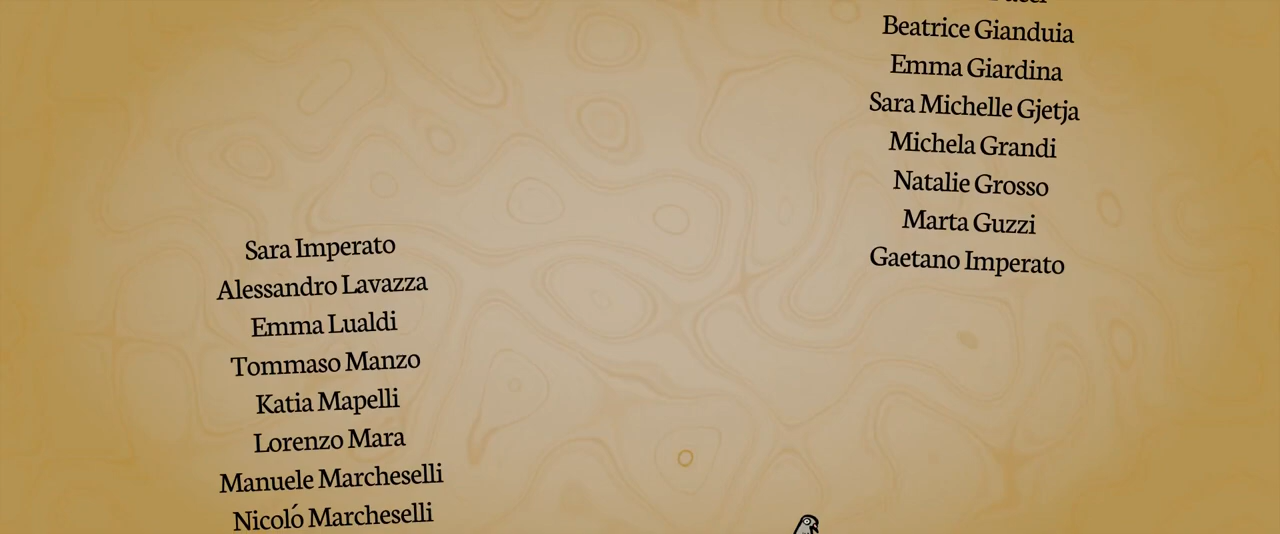 Beatrice Gianduia
Emma Giardina
Sara Michelle Gjetja
Michela Grandi
Natalie Grosso
Marta Guzzi
Gaetano Imperato
Sara Imperato
Alessandro Lavazza
Emma Lualdi
Tommaso Manzo
Katia Mapelli
Lorenzo Mara
Manuele Marcheselli
Nicoló Marcheselli